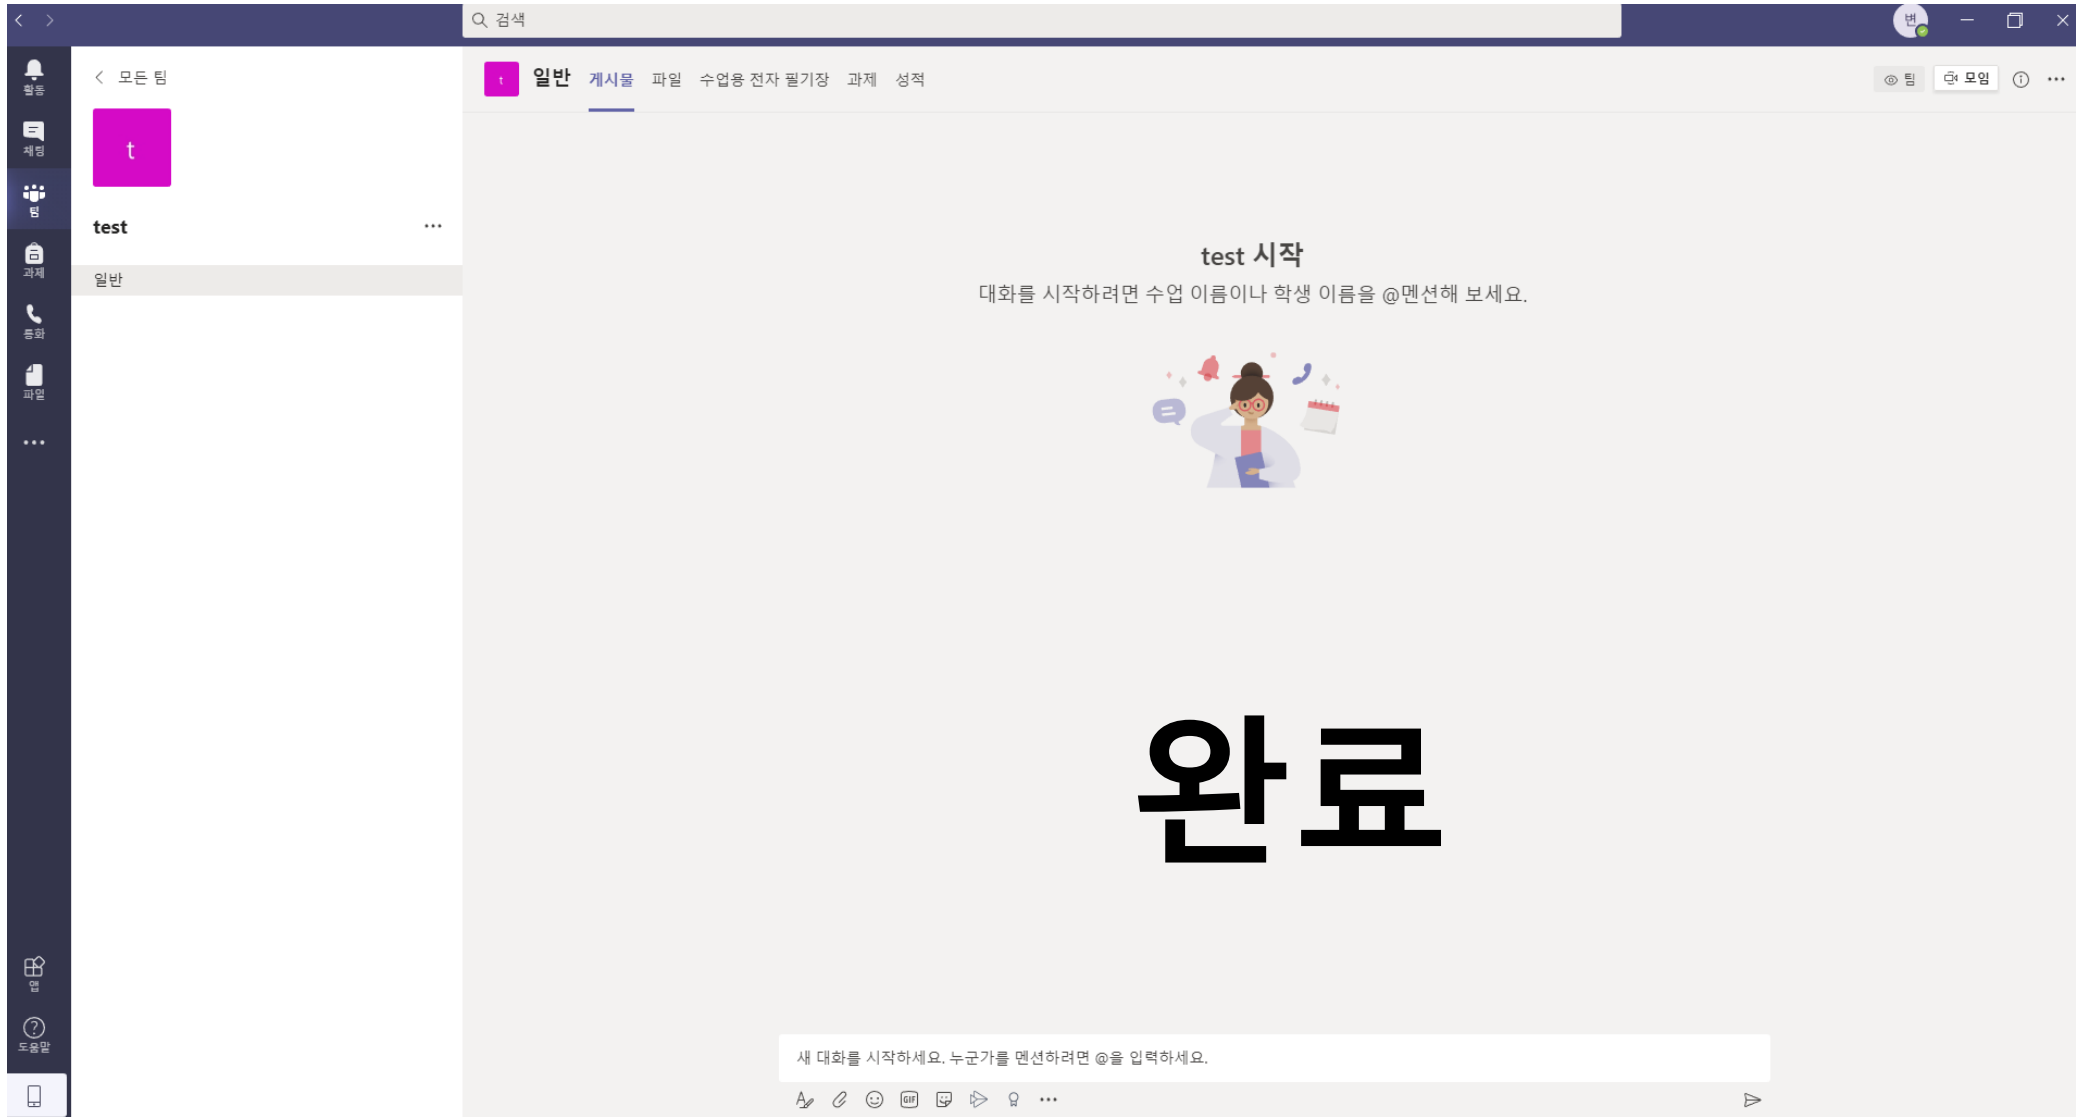 검색
변
활동
채팅
팀
과제
통화
파일
앱
도움말
모든 팀
t
test
일반
t
일반 게시물 파일 수업용 전자 필기장 과제 성적
팀 모임
test 시작
대화를 시작하려면 수업 이름이나 학생 이름을 @멘션해 보세요.
완료
새 대화를 시작하세요. 누군가를 멘션하려면 @을 입력하세요.
GIF